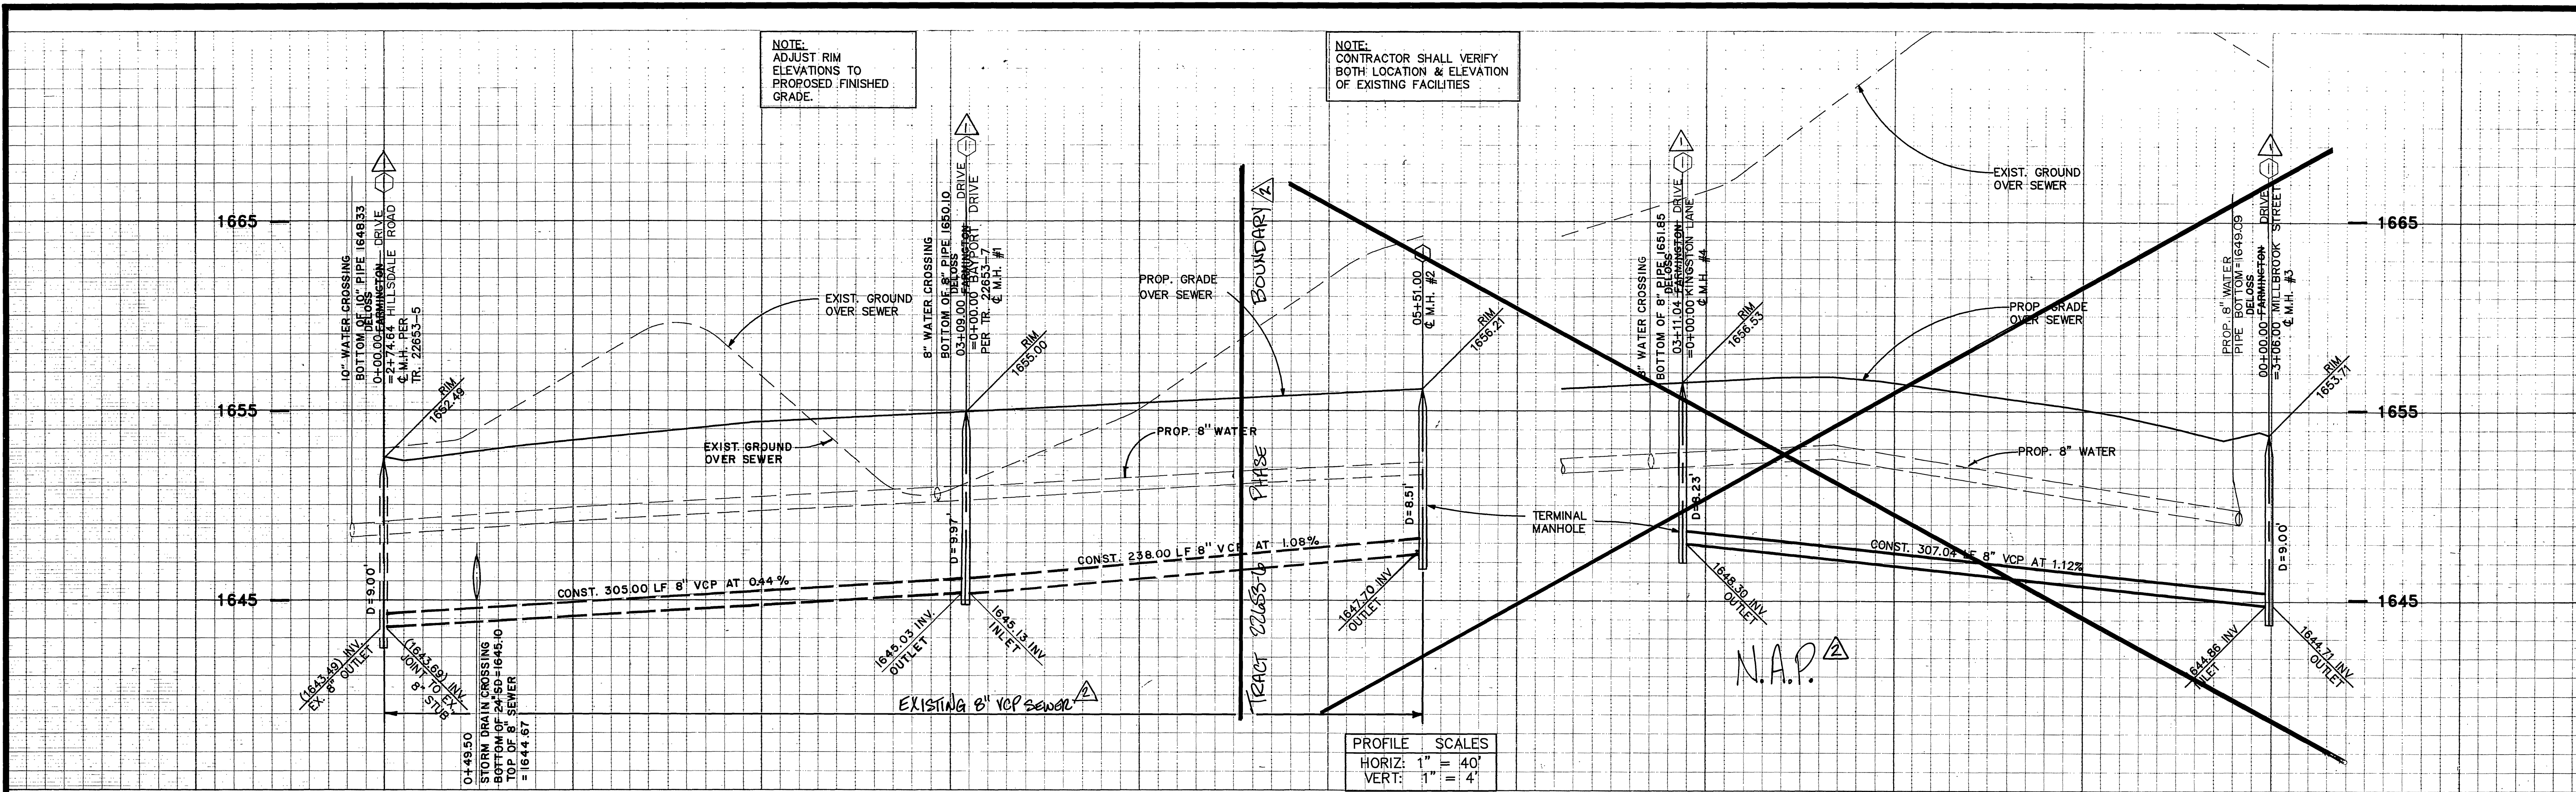 NOTE:
ADJUST RIM
ELEVATIONS TO
PROPOSED FINISHED
GRADE.
NOTE:
CONTRACTOR SHALL VERIFY
BOTH LOCATION & ELEVATION
OF EXISTING FACILITIES
1665
1655
1645
10" WATER CROSSING
BOTTOM OF 10" PIPE 1648.33
DELOSS
0+00.00 FARMINGTON DRIVE
=2+74.64 HILLSDALE ROAD
℄ M.H. PER
TR. 22653-5
1
RIM
1652.49
D=9.00'
(1643.49) INV.
EX. 8" OUTLET
(1643.69) INV.
JOINT TO EX.
8" STUB
0+49.50
STORM DRAIN CROSSING
BOTTOM OF 24" SD=1645.10
TOP OF 8" SEWER
= 1644.67
CONST. 305.00 LF 8" VCP AT 0.44%
EXIST. GROUND
OVER SEWER
EXIST. GROUND
OVER SEWER
8" WATER CROSSING
BOTTOM OF 8" PIPE 1650.10
DELOSS
03+09.00 FARMINGTON DRIVE
=0+00.00 BAYPORT DRIVE
PER TR. 22653-7
℄ M.H. #1
1
RIM
1655.00
D=9.97'
1645.03 INV.
OUTLET
1645.13 INV
INLET
CONST. 238.00 LF 8" VCP AT 1.08%
PROP. 8" WATER
PROP. GRADE
OVER SEWER
EXISTING 8" VCP SEWER 2
TRACT 22653-6 PHASE BOUNDARY 2
05+51.00
℄ M.H. #2
RIM
1656.21
D=8.51'
1647.70 INV
OUTLET
TERMINAL
MANHOLE
PROFILE SCALES
HORIZ: 1" = 40'
VERT: 1" = 4'
8" WATER CROSSING
BOTTOM OF 8" PIPE 1651.85
DELOSS
03+11.04 FARMINGTON DRIVE
=0+00.00 KINGSTON LANE
℄ M.H. #4
1
RIM
1656.53
D=8.23'
1648.30 INV
OUTLET
CONST. 307.04 LF 8" VCP AT 1.12%
EXIST. GROUND
OVER SEWER
PROP. GRADE
OVER SEWER
PROP. 8" WATER
N.A.P. 2
PROP. 8" WATER
PIPE BOTTOM=1649.09
DELOSS
00+00.00 FARMINGTON DRIVE
=3+06.00 MILLBROOK STREET
℄ M.H. #3
1
RIM
1653.71
D=9.00'
1644.86 INV
INLET
1644.71 INV
OUTLET
1665
1655
1645